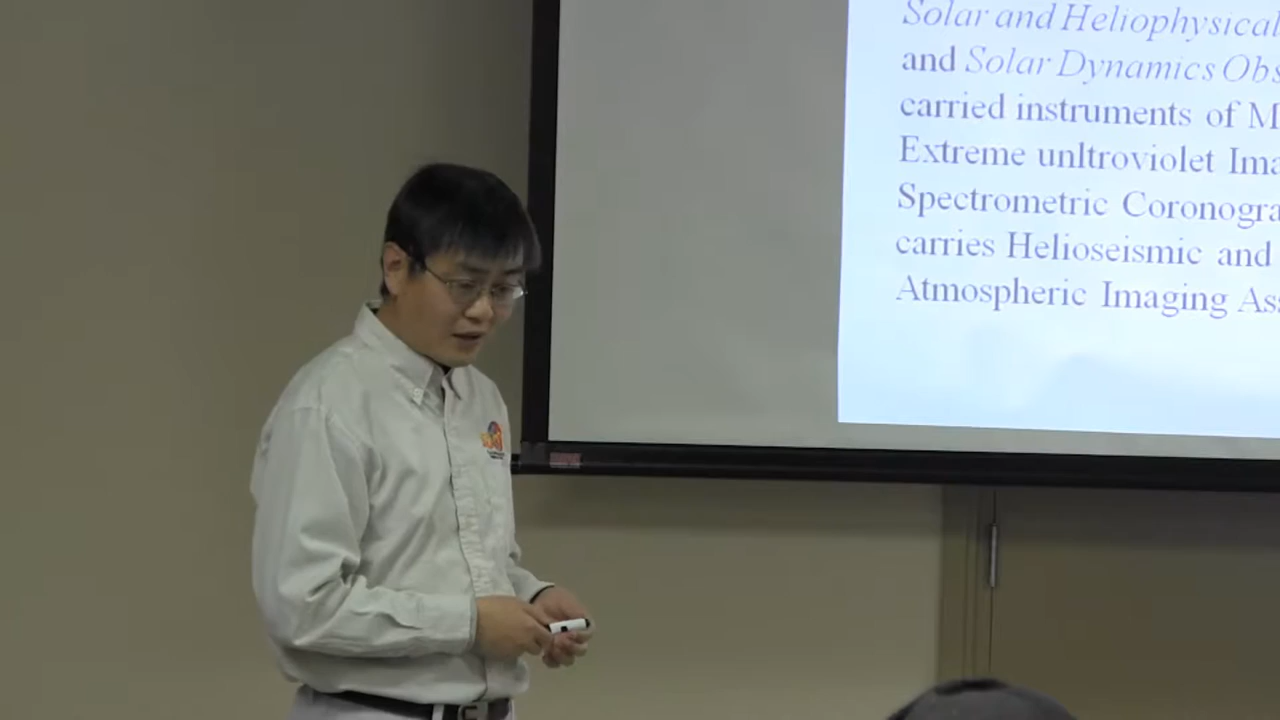 Solar and Heliophysical
and Solar Dynamics Obs
carried instruments of M
Extreme unltroviolet Ima
Spectrometric Coronogra
carries Helioseismic and
Atmospheric Imaging Ass